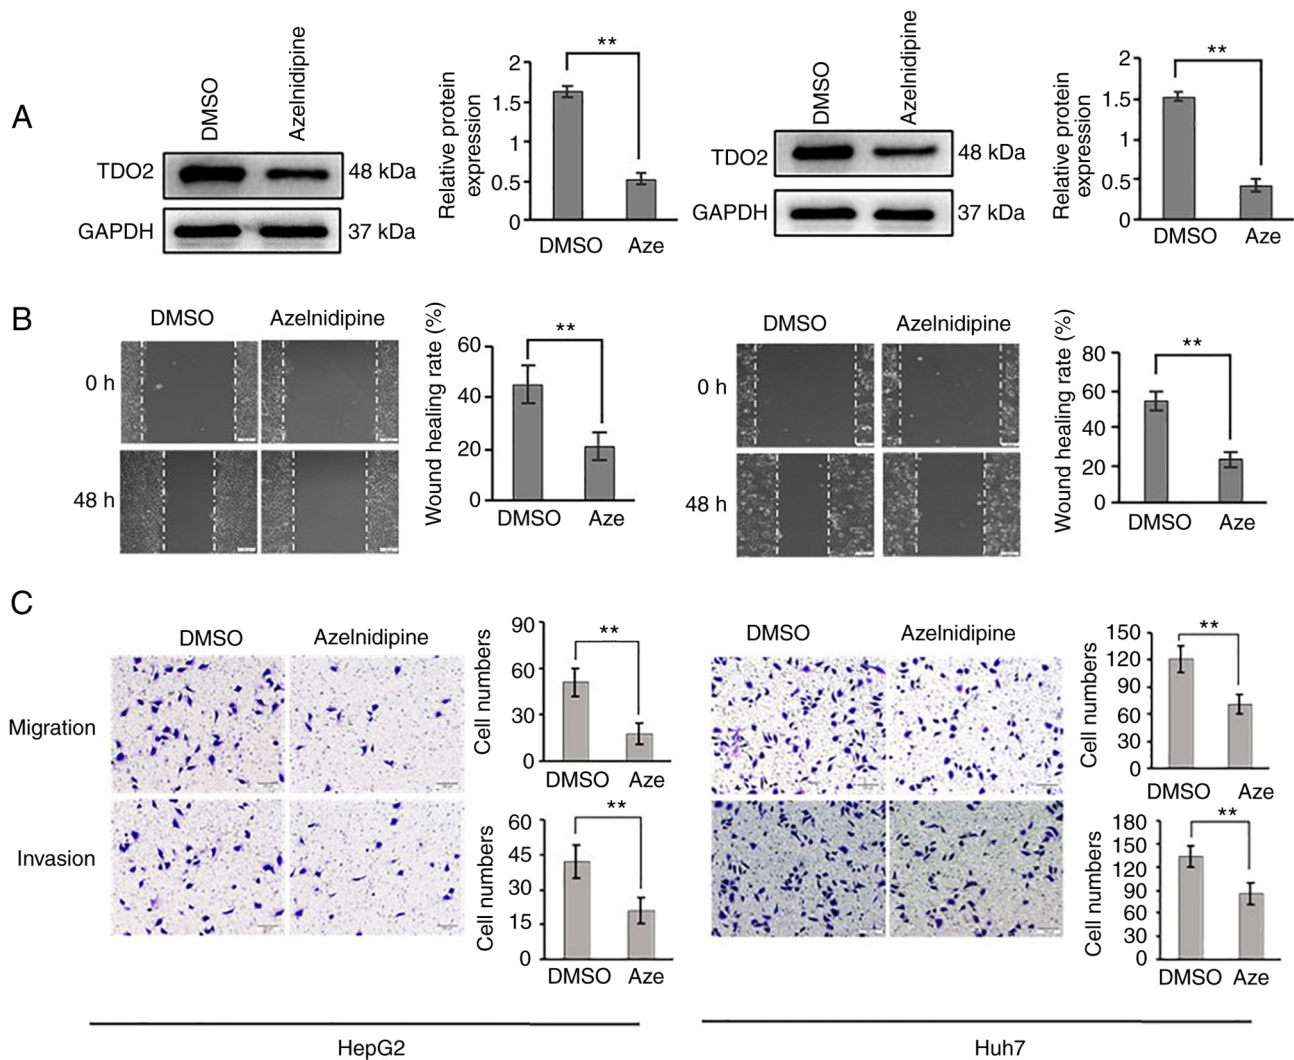 A
DMSO
Azelnidipine
TDO2
48 kDa
GAPDH
37 kDa
Relative protein
expression
2
1.5
1
0.5
0
**
DMSO
Aze
DMSO
Azelnidipine
TDO2
48 kDa
GAPDH
37 kDa
Relative protein
expression
2
1.5
1
0.5
0
**
DMSO
Aze
B
DMSO
Azelnidipine
0 h
48 h
Wound healing rate (%)
60
40
20
0
**
DMSO
Aze
DMSO
Azelnidipine
0 h
48 h
Wound healing rate (%)
80
60
40
20
0
**
DMSO
Aze
C
DMSO
Azelnidipine
Migration
Invasion
Cell numbers
90
60
30
0
**
DMSO
Aze
Cell numbers
60
45
30
15
0
**
DMSO
Aze
DMSO
Azelnidipine
Cell numbers
150
120
90
60
30
0
**
DMSO
Aze
Cell numbers
180
150
120
90
60
30
0
**
DMSO
Aze
HepG2
Huh7